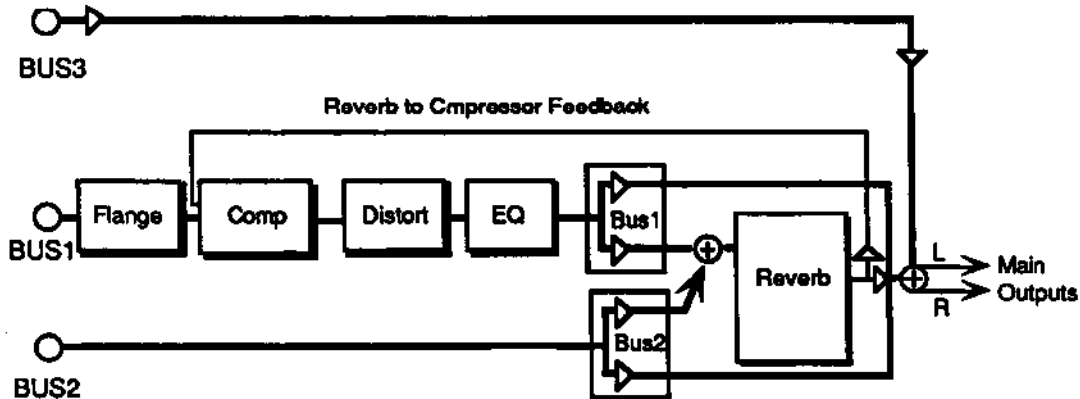 BUS3
Reverb to Cmpressor Feedback
Flange
Comp
Distort
EQ
Bus1
BUS1
Reverb
L
Main
Outputs
R
Bus2
BUS2